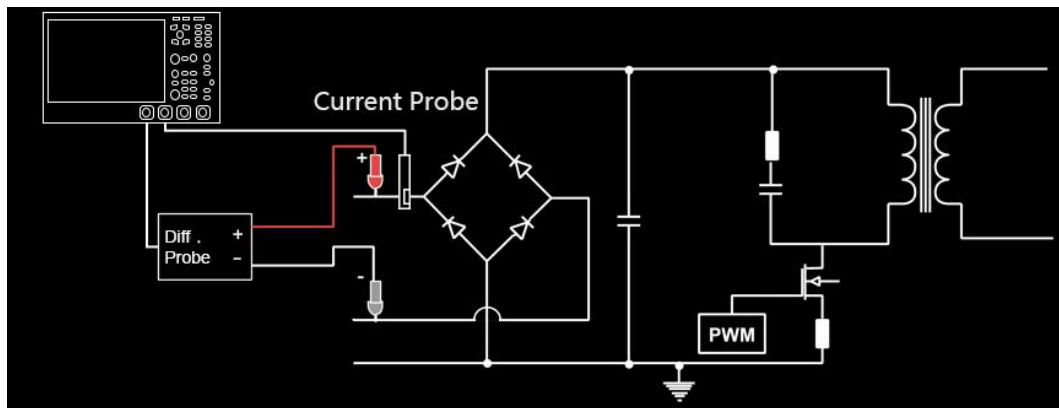 Current Probe
+
Diff .
Probe
+
-
-
PWM